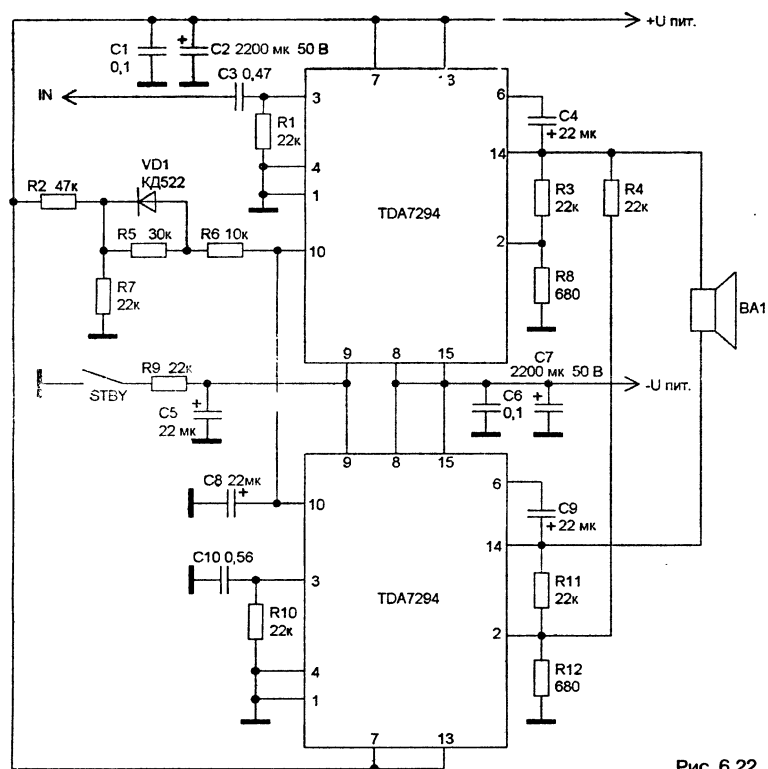 +U пит.
C1
0,1
C2 2200 мк 50 В
+
7
13
C3 0,47
IN
3
R1
22к
4
1
6
C4
+ 22 мк
14
R3
22к
R4
22к
2
R8
680
TDA7294
VD1
КД522
R2 47к
R5 30к
R6 10к
10
R7
22к
BA1
9
8
15
C7
2200 мк 50 В
-U пит.
R9 22к
STBY
+
C5
22 мк
C6
0,1
+
9
8
15
C8 22мк
+
10
6
C9
+ 22 мк
14
C10 0,56
3
R10
22к
TDA7294
R11
22к
2
4
1
R12
680
7
13
Рис. 6.22